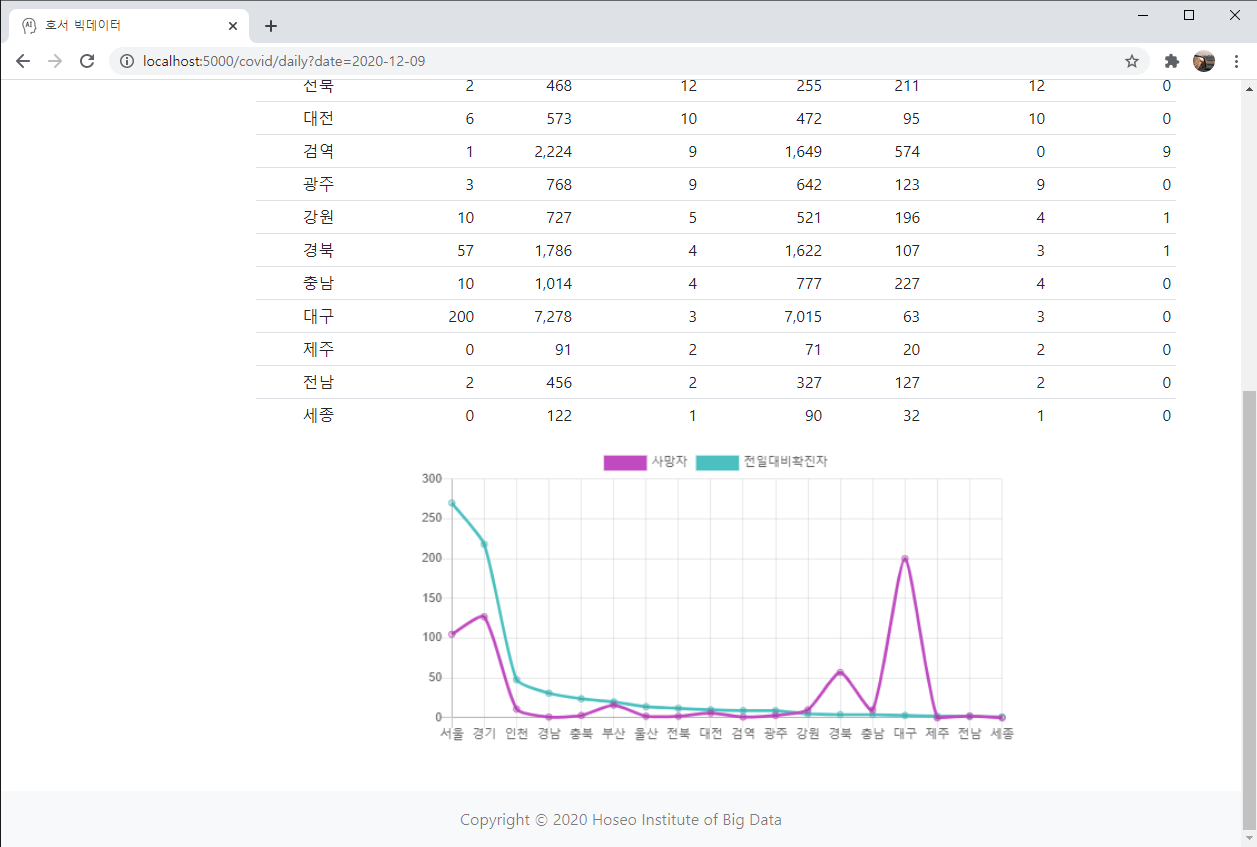 호서 빅데이터
localhost:5000/covid/daily?date=2020-12-09
전북 2 468 12 255 211 12 0
대전 6 573 10 472 95 10 0
검역 1 2,224 9 1,649 574 0 9
광주 3 768 9 642 123 9 0
강원 10 727 5 521 196 4 1
경북 57 1,786 4 1,622 107 3 1
충남 10 1,014 4 777 227 4 0
대구 200 7,278 3 7,015 63 3 0
제주 0 91 2 71 20 2 0
전남 2 456 2 327 127 2 0
세종 0 122 1 90 32 1 0
사망자 전일대비확진자
300
250
200
150
100
50
0
서울 경기 인천 경남 충북 부산 울산 전북 대전 검역 광주 강원 경북 충남 대구 제주 전남 세종
Copyright © 2020 Hoseo Institute of Big Data